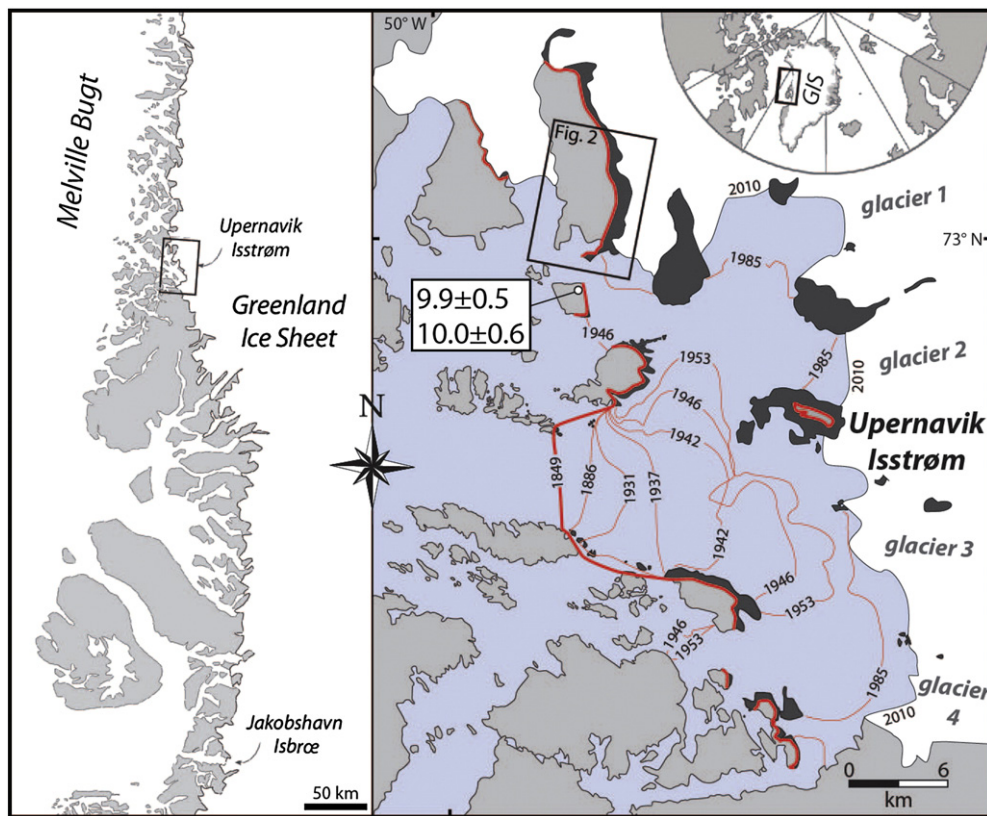 Melville Bugt
Upernavik
Isstrøm
Greenland
Ice Sheet
Jakobshavn
Isbræ
50 km
N
50° W
GIS
Fig. 2
2010
glacier 1
73° N
1985
9.9±0.5
10.0±0.6
1946
1953
1985
2010
glacier 2
1946
1942
Upernavik
Isstrøm
1849
1886
1931
1937
1942
glacier 3
1946
1953
1946
1953
1985
glacier
4
2010
0 6
km